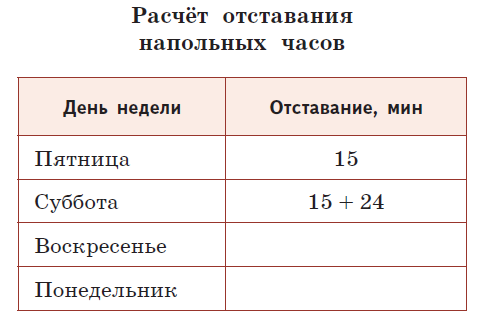 Расчёт отставания
напольных часов
День недели Отставание, мин
Пятница 15
Суббота 15 + 24
Воскресенье
Понедельник